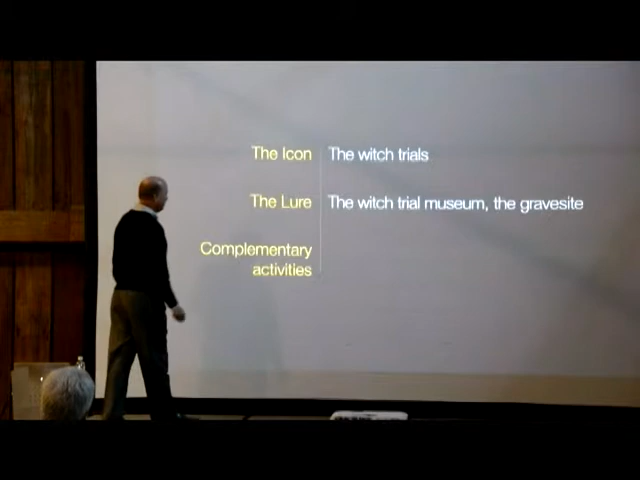 The Icon The witch trials
The Lure The witch trial museum, the gravesite
Complementary
activities